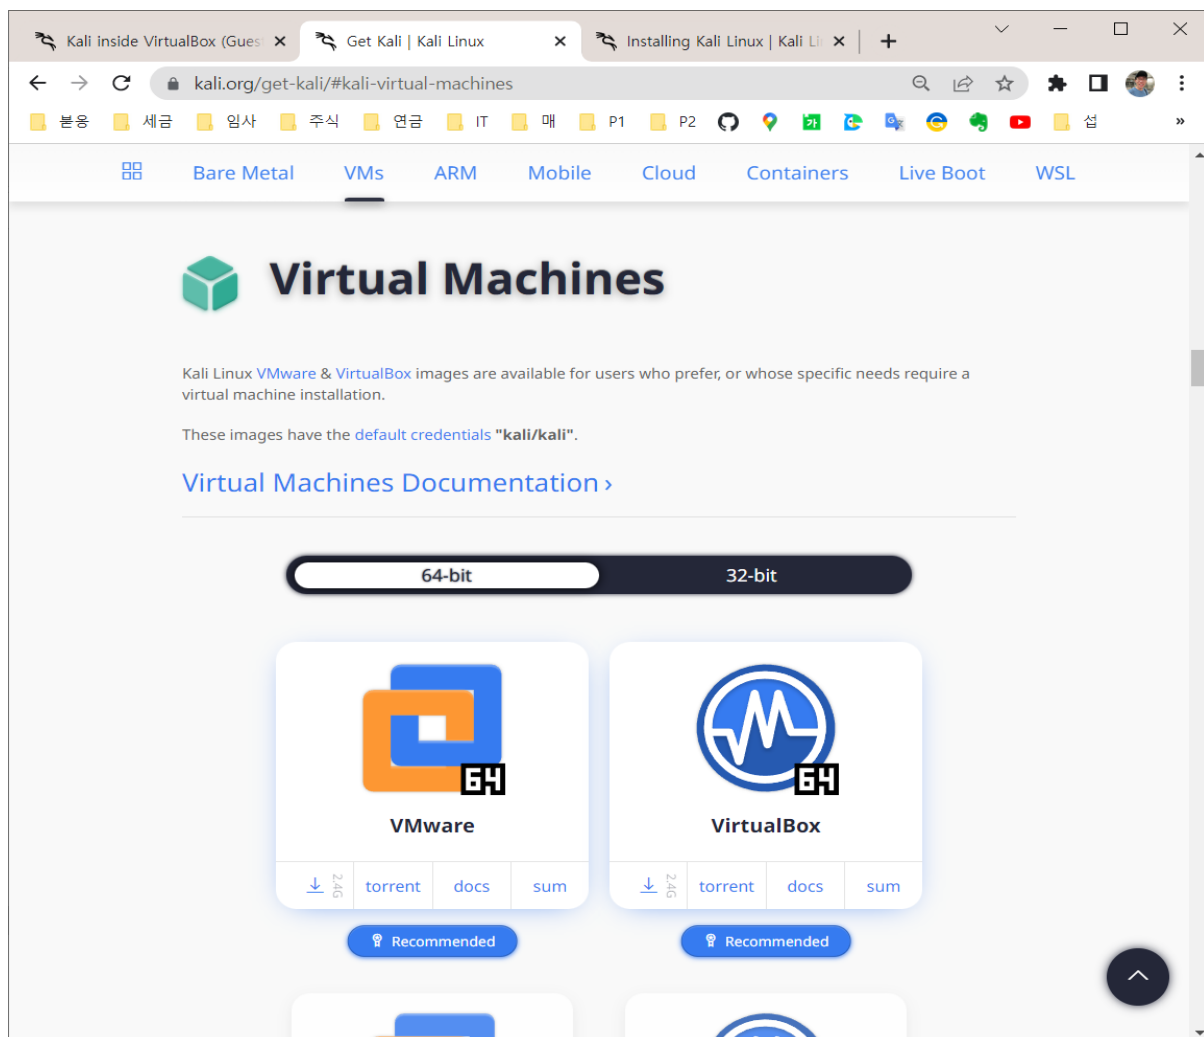 Kali inside VirtualBox (Gues
Get Kali | Kali Linux
Installing Kali Linux | Kali Li
kali.org/get-kali/#kali-virtual-machines
붇옹 세금 임사 주식 연금 IT 매 P1 P2 섭 »
Bare Metal VMs ARM Mobile Cloud Containers Live Boot WSL
Virtual Machines
Kali Linux VMware & VirtualBox images are available for users who prefer, or whose specific needs require a
virtual machine installation.
These images have the default credentials "kali/kali".
Virtual Machines Documentation ›
64-bit 32-bit
64 64
VMware VirtualBox
2.4G torrent docs sum 2.4G torrent docs sum
Recommended Recommended